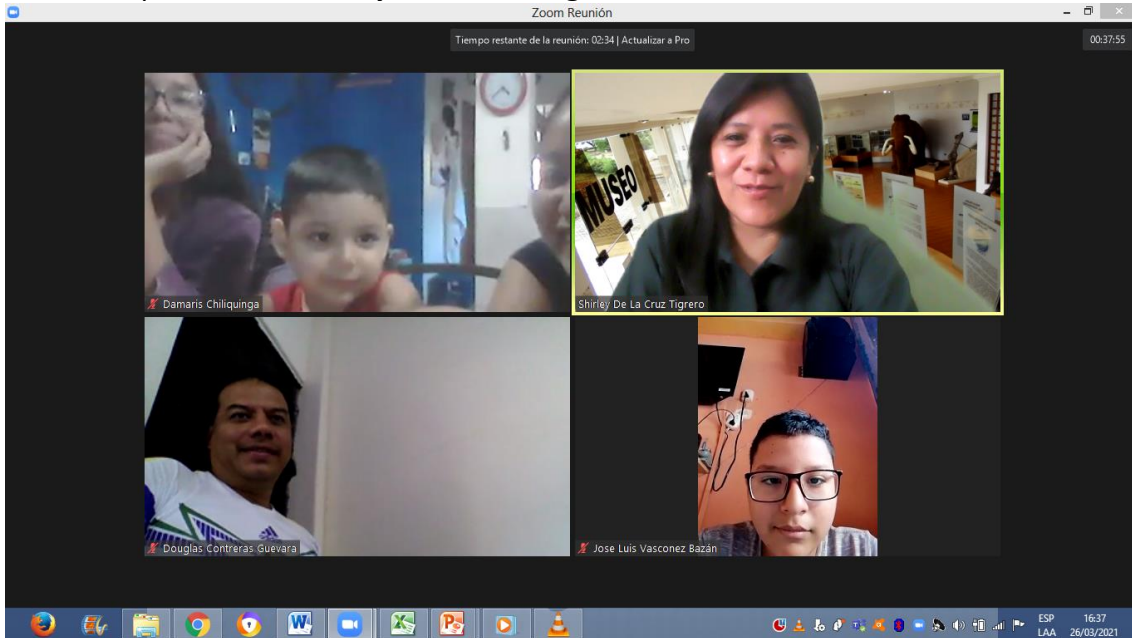 Zoom Reunión
Tiempo restante de la reunión: 02:34 | Actualizar a Pro
00:37:55
MUSEO
Damaris Chiliquinga
Shirley De La Cruz Tigrero
Douglas Contreras Guevara
Jose Luis Vasconez Bazán
ESP 16:37
LAA 26/03/2021